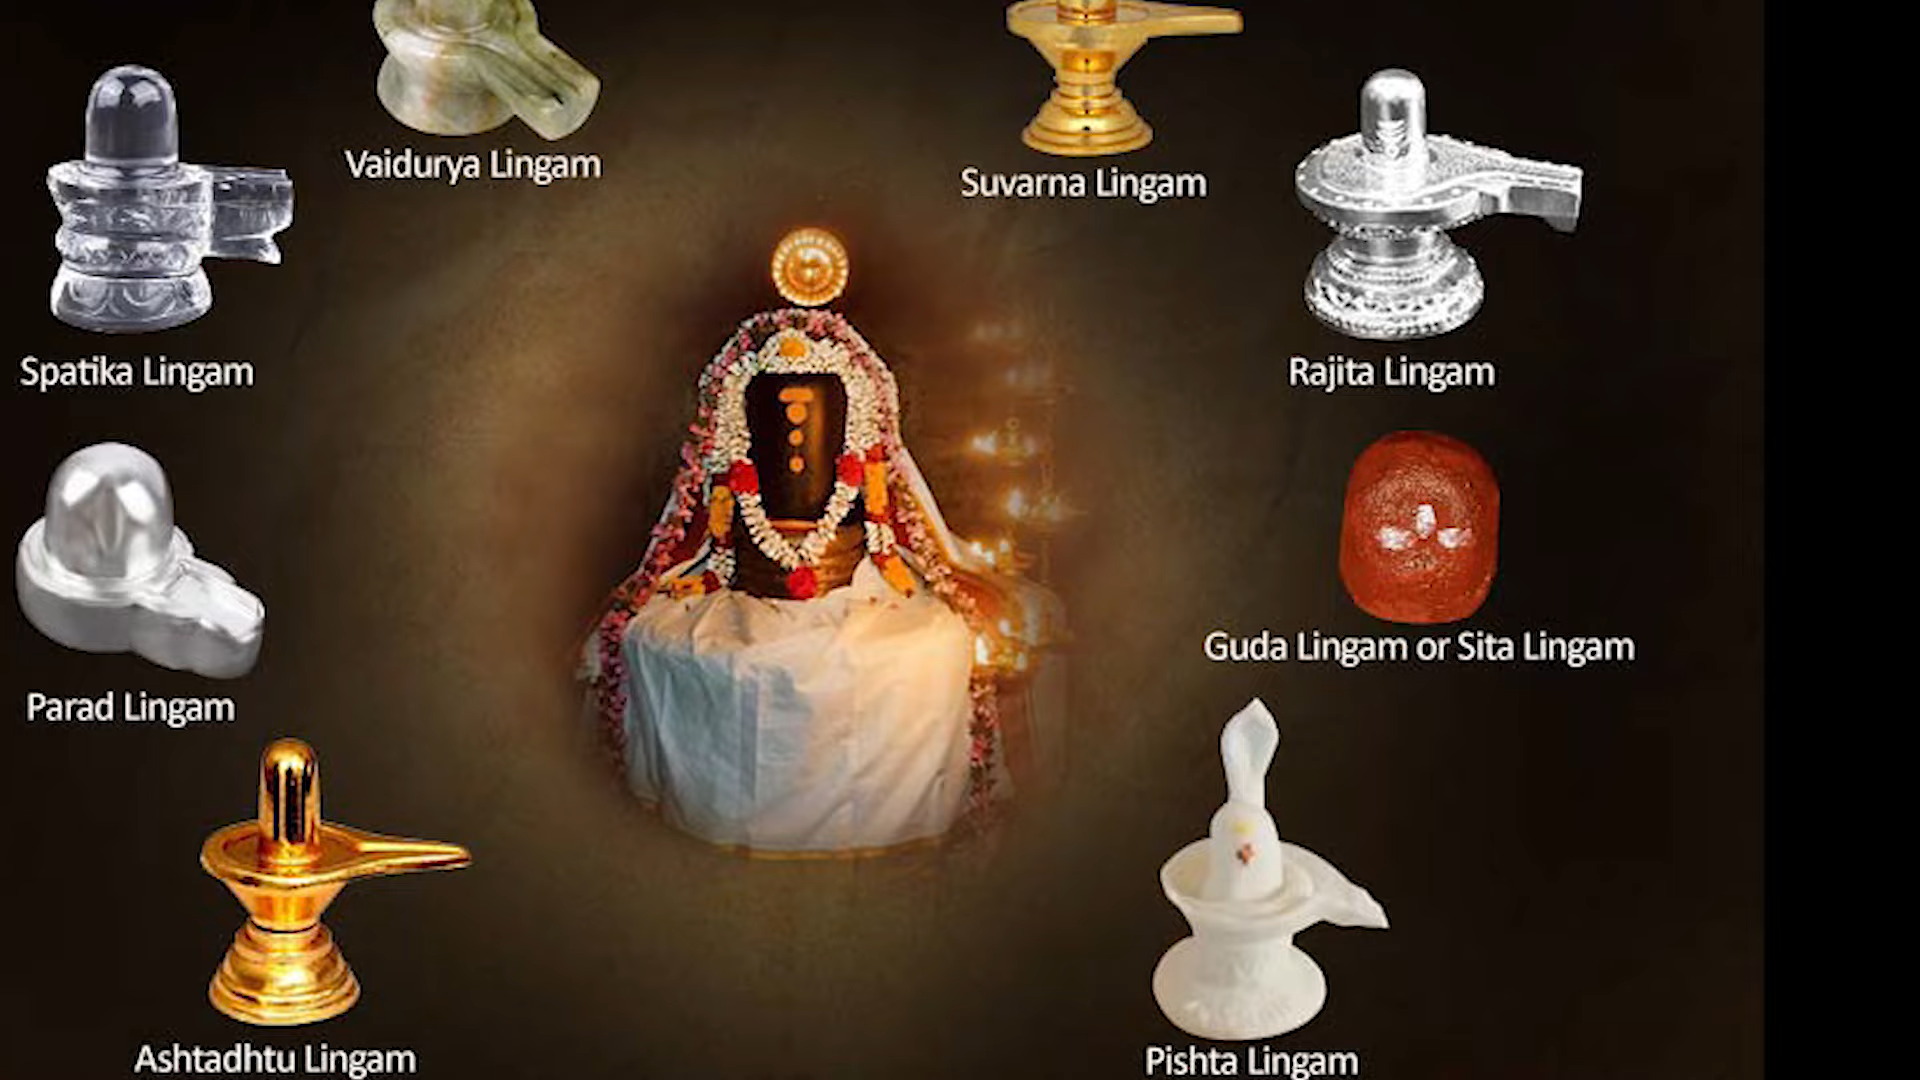 Vaidurya Lingam
Suvarna Lingam
Spatika Lingam
Rajita Lingam
Guda Lingam or Sita Lingam
Parad Lingam
Ashtadhtu Lingam
Pishta Lingam